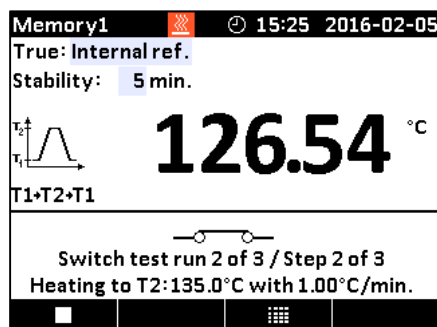 Memory1 15:25 2016-02-05
True: Internal ref.
Stability: 5 min.
T2
T1
126.54 °C
T1→T2→T1
Switch test run 2 of 3 / Step 2 of 3
Heating to T2:135.0°C with 1.00°C/min.